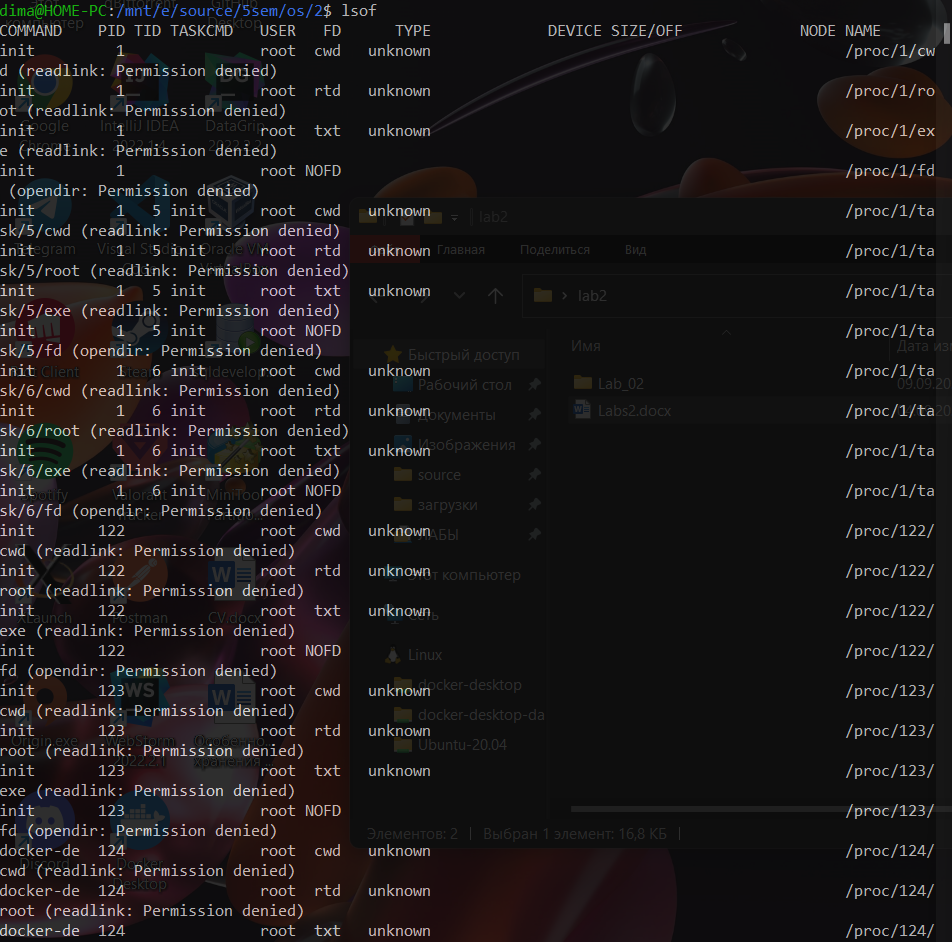 dima@HOME-PC:/mnt/e/source/5sem/os/2$ lsof
COMMAND PID TID TASKCMD USER FD TYPE DEVICE SIZE/OFF NODE NAME
init 1 root cwd unknown /proc/1/cw
d (readlink: Permission denied)
init 1 root rtd unknown /proc/1/ro
ot (readlink: Permission denied)
init 1 root txt unknown /proc/1/ex
e (readlink: Permission denied)
init 1 root NOFD /proc/1/fd
(opendir: Permission denied)
init 1 5 init root cwd unknown /proc/1/ta
sk/5/cwd (readlink: Permission denied)
init 1 5 init root rtd unknown /proc/1/ta
sk/5/root (readlink: Permission denied)
init 1 5 init root txt unknown /proc/1/ta
sk/5/exe (readlink: Permission denied)
init 1 5 init root NOFD /proc/1/ta
sk/5/fd (opendir: Permission denied)
init 1 6 init root cwd unknown /proc/1/ta
sk/6/cwd (readlink: Permission denied)
init 1 6 init root rtd unknown /proc/1/ta
sk/6/root (readlink: Permission denied)
init 1 6 init root txt unknown /proc/1/ta
sk/6/exe (readlink: Permission denied)
init 1 6 init root NOFD /proc/1/ta
sk/6/fd (opendir: Permission denied)
init 122 root cwd unknown /proc/122/
cwd (readlink: Permission denied)
init 122 root rtd unknown /proc/122/
root (readlink: Permission denied)
init 122 root txt unknown /proc/122/
exe (readlink: Permission denied)
init 122 root NOFD /proc/122/
fd (opendir: Permission denied)
init 123 root cwd unknown /proc/123/
cwd (readlink: Permission denied)
init 123 root rtd unknown /proc/123/
root (readlink: Permission denied)
init 123 root txt unknown /proc/123/
exe (readlink: Permission denied)
init 123 root NOFD /proc/123/
fd (opendir: Permission denied)
docker-de 124 root cwd unknown /proc/124/
cwd (readlink: Permission denied)
docker-de 124 root rtd unknown /proc/124/
root (readlink: Permission denied)
docker-de 124 root txt unknown /proc/124/
lab2
Главная Поделиться Вид
lab2
Имя Дата
Быстрый доступ
Рабочий стол
Документы
Изображения
source
загрузки
ЛАБЫ
Этот компьютер
Сеть
Linux
docker-desktop
docker-desktop-da
Ubuntu-20.04
Lab_02 09.09.20
Labs2.docx
Элементов: 2 Выбран 1 элемент: 16,8 КБ
Desktop
Google
IntelliJ IDEA
DataGrip
Postman
CV.docx
WebStorm
2022.2.1
Origin.exe
Discord
Docker
Desktop